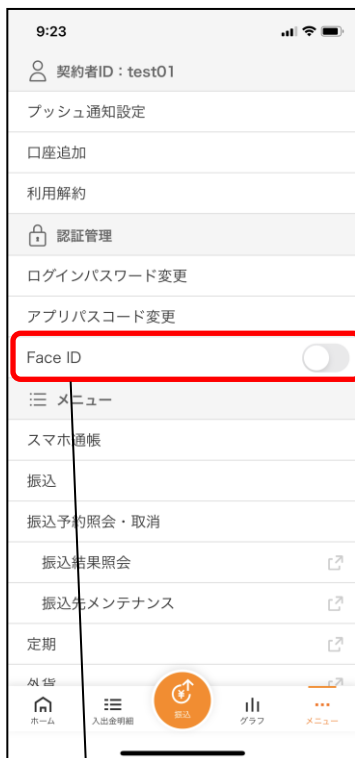 9:23
契約者ID：test01
プッシュ通知設定
口座追加
利用解約
認証管理
ログインパスワード変更
アプリパスコード変更
Face ID
メニュー
スマホ通帳
振込
振込予約照会・取消
振込結果照会
振込先メンテナンス
定期
外貨
ホーム
入出金明細
振込
グラフ
メニュー